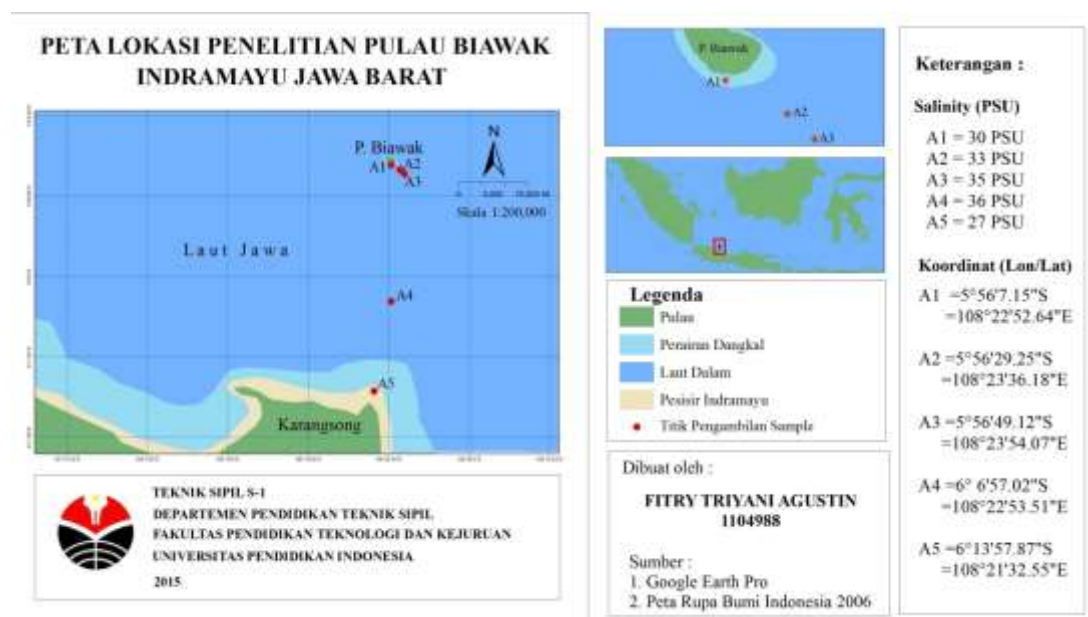 PETA LOKASI PENELITIAN PULAU BIAWAK
INDRAMAYU JAWA BARAT
N
P. Biawak
A1
A2
A3
Skala 1:200.000
Laut Jawa
A4
A5
Karangsong
TEKNIK SIPIL S-1
DEPARTEMEN PENDIDIKAN TEKNIK SIPIL
FAKULTAS PENDIDIKAN TEKNOLOGI DAN KEJURUAN
UNIVERSITAS PENDIDIKAN INDONESIA
2015
P. Biawak
A1
A2
A3
Legenda
Pulau
Perairan Dangkal
Laut Dalam
Pesisir Indramayu
Titik Pengambilan Sample
Dibuat oleh :
FITRY TRIYANI AGUSTIN
1104988
Sumber :
1. Google Earth Pro
2. Peta Rupa Bumi Indonesia 2006
Keterangan :
Salinity (PSU)
A1 = 30 PSU
A2 = 33 PSU
A3 = 35 PSU
A4 = 36 PSU
A5 = 27 PSU
Koordinat (Lon/Lat)
A1 =5°56'7.15"S
=108°22'52.64"E
A2 =5°56'29.25"S
=108°23'36.18"E
A3 =5°56'49.12"S
=108°23'54.07"E
A4 =6° 6'57.02"S
=108°22'53.51"E
A5 =6°13'57.87"S
=108°21'32.55"E